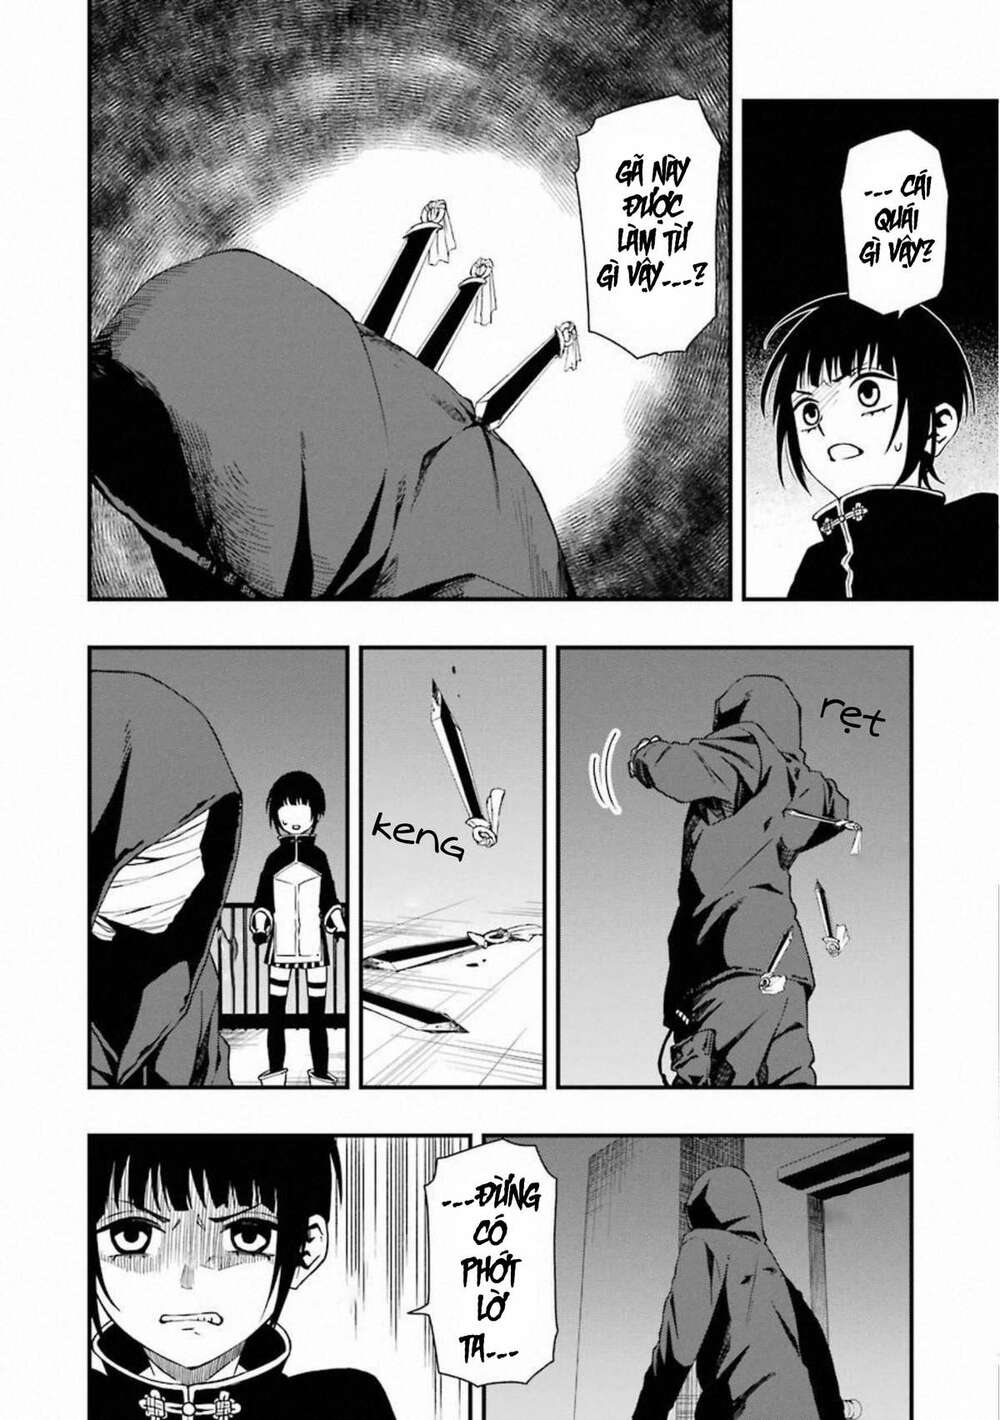 --- CÁI
QUÁI
GÌ VẬY?
GÃ NÀY
ĐƯỢC
LÀM TỪ
GÌ VẬY---?
rẹt
keng
---ĐỪNG
CÓ
PHỚT
LỜ
TA---